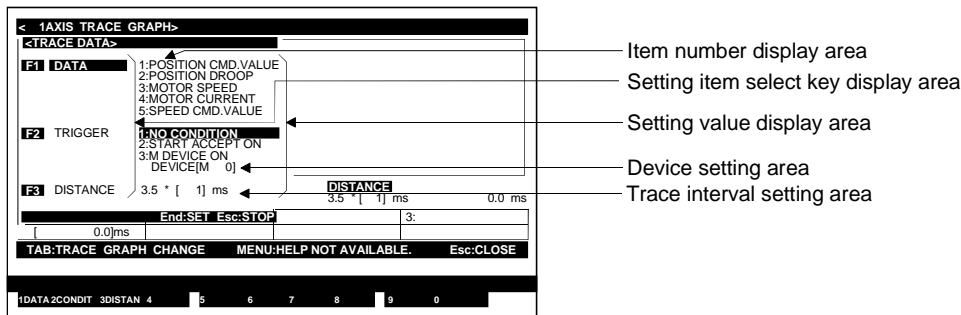 < 1AXIS TRACE GRAPH>
<TRACE DATA>
F1 DATA
1:POSITION CMD.VALUE
2:POSITION DROOP
3:MOTOR SPEED
4:MOTOR CURRENT
5:SPEED CMD.VALUE
F2 TRIGGER
1:NO CONDITION
2:START ACCEPT ON
3:M DEVICE ON
DEVICE[M 0]
F3 DISTANCE 3.5 * [ 1] ms
DISTANCE
3.5 * [ 1] ms 0.0 ms
End:SET Esc:STOP 3:
[ 0.0]ms
TAB:TRACE GRAPH CHANGE MENU:HELP NOT AVAILABLE. Esc:CLOSE
1DATA 2CONDIT 3DISTAN 4 5 6 7 8 9 0
Item number display area
Setting item select key display area
Setting value display area
Device setting area
Trace interval setting area